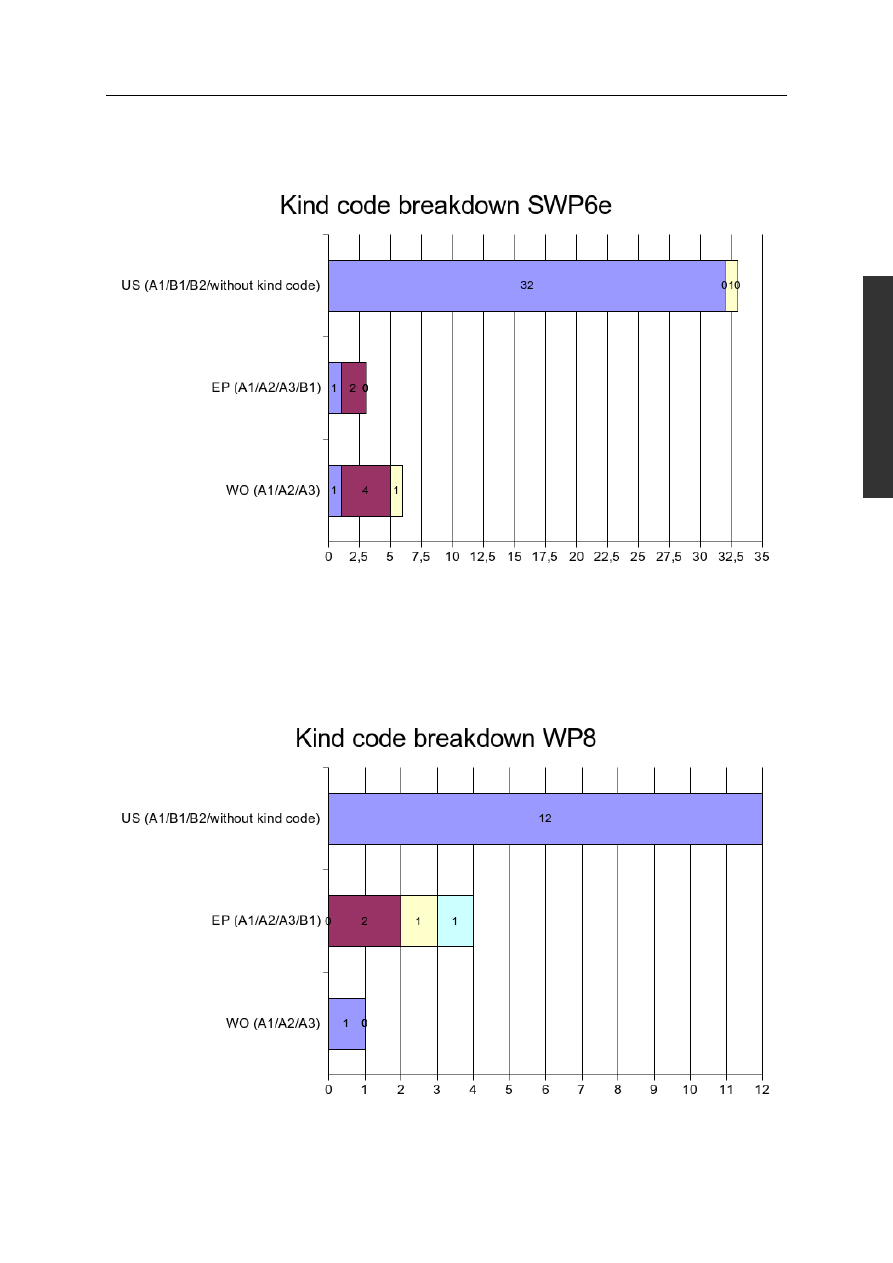 Kind code breakdown SWP6e
US (A1/B1/B2/without kind code) 32 0 1 0
EP (A1/A2/A3/B1) 1 2 0
WO (A1/A2/A3) 1 4 1
0 2,5 5 7,5 10 12,5 15 17,5 20 22,5 25 27,5 30 32,5 35
Kind code breakdown WP8
US (A1/B1/B2/without kind code) 12
EP (A1/A2/A3/B1) 0 2 1 1
WO (A1/A2/A3) 1 0
0 1 2 3 4 5 6 7 8 9 10 11 12